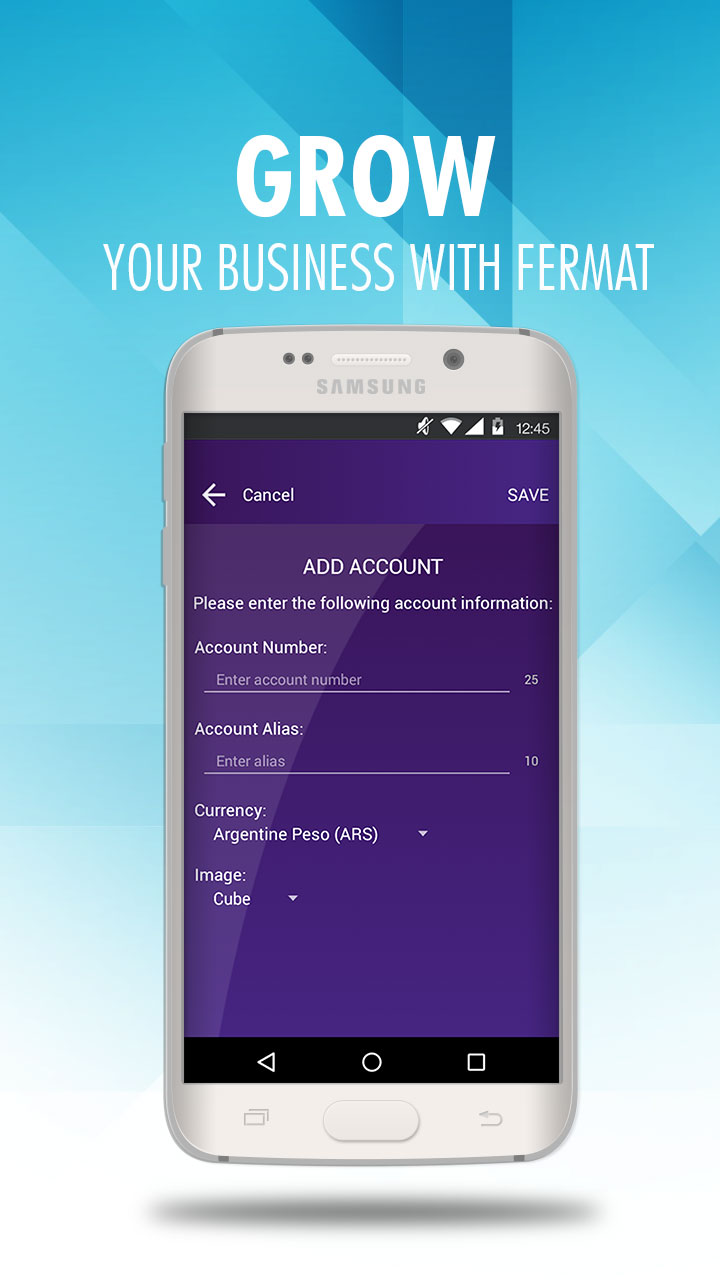 GROW
YOUR BUSINESS WITH FERMAT
SAMSUNG
12:45
Cancel SAVE
ADD ACCOUNT
Please enter the following account information:
Account Number:
Enter account number 25
Account Alias:
Enter alias 10
Currency:
Argentine Peso (ARS)
Image:
Cube